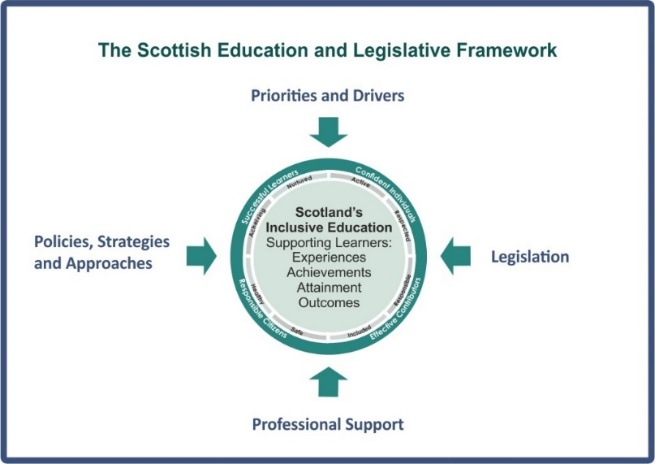 The Scottish Education and Legislative Framework
Priorities and Drivers
Successful Learners
Confident Individuals
Nurtured
Active
Achieving
Respected
Scotland's
Inclusive Education
Supporting Learners:
Experiences
Achievements
Attainment
Outcomes
Policies, Strategies
and Approaches
Legislation
Healthy
Responsible
Safe
Included
Responsible Citizens
Effective Contributors
Professional Support